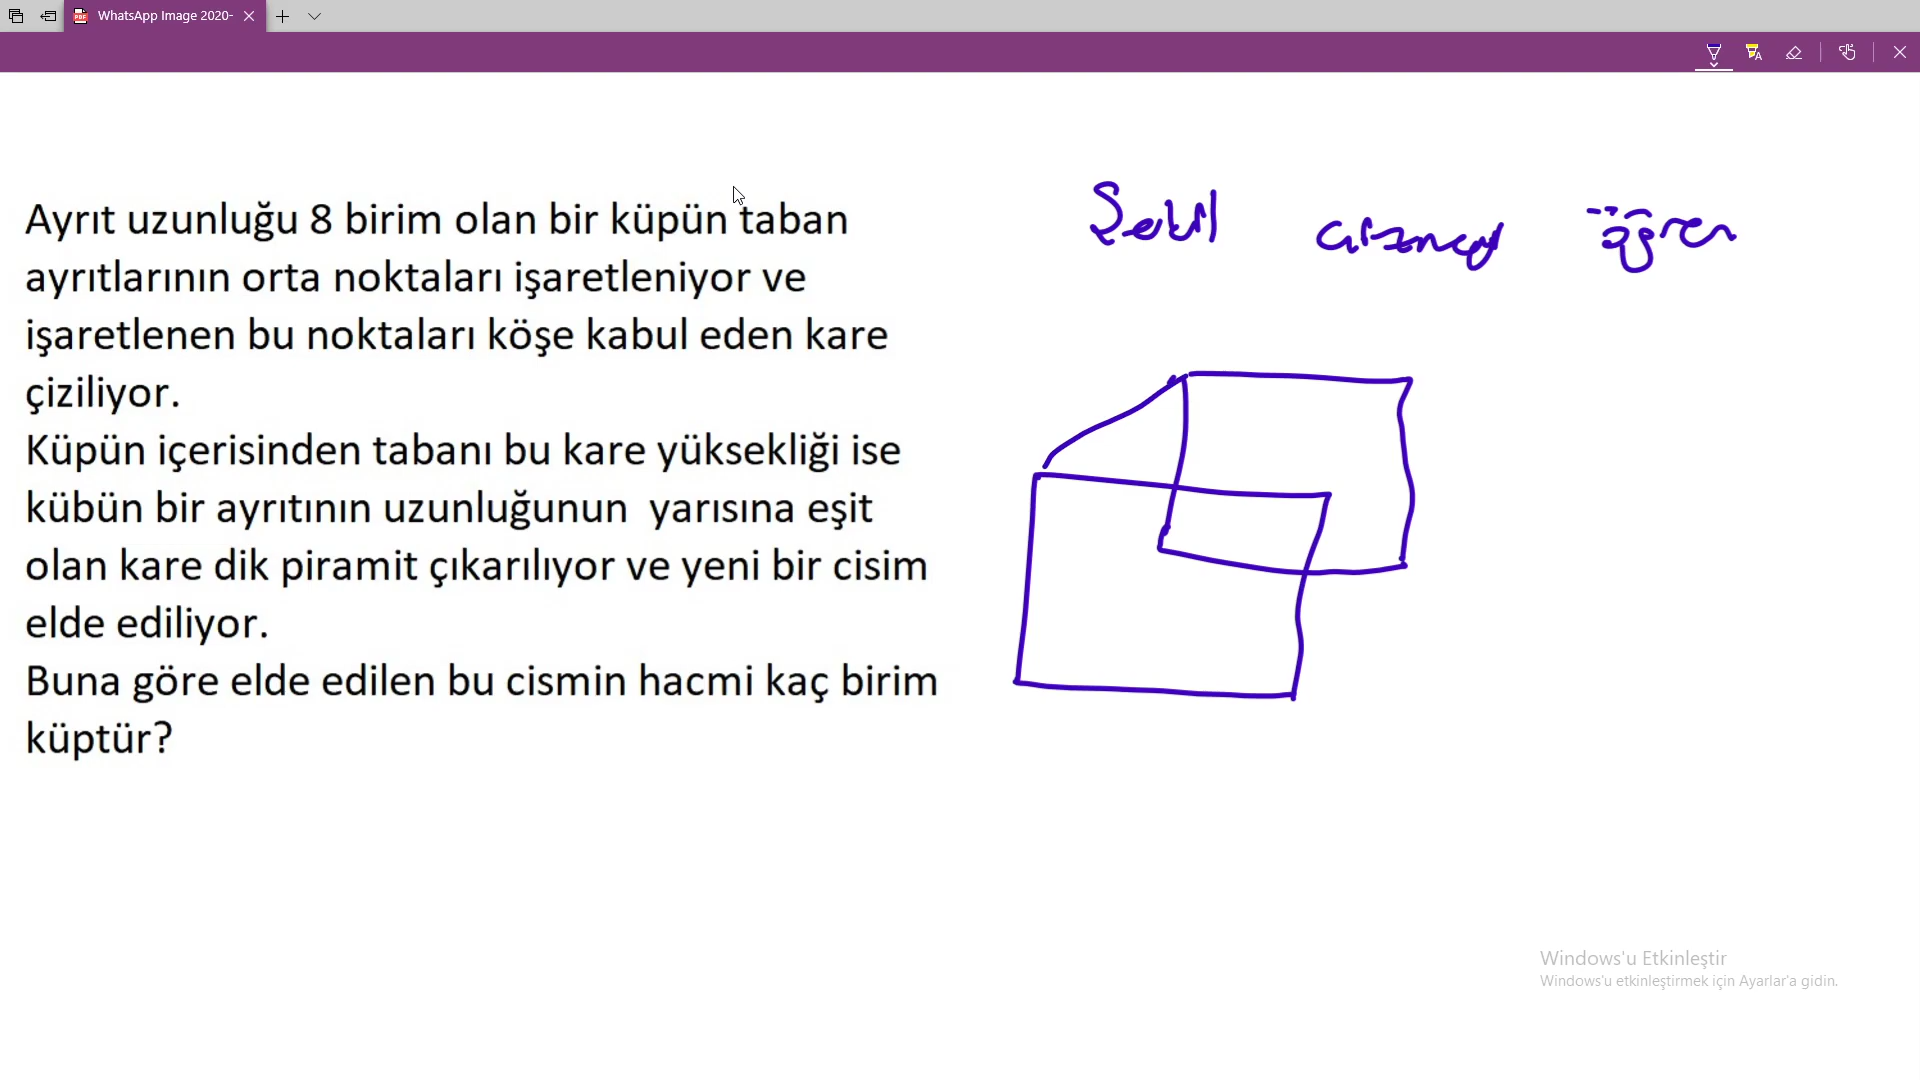 WhatsApp Image 2020-
Ayrıt uzunluğu 8 birim olan bir küpün taban
ayrıtlarının orta noktaları işaretleniyor ve
işaretlenen bu noktaları köşe kabul eden kare
çiziliyor.
Küpün içerisinden tabanı bu kare yüksekliği ise
kübün bir ayrıtının uzunluğunun yarısına eşit
olan kare dik piramit çıkarılıyor ve yeni bir cisim
elde ediliyor.
Buna göre elde edilen bu cismin hacmi kaç birim
küptür?
Şekil öğren
Windows'u Etkinleştir
Windows'u etkinleştirmek için Ayarlar'a gidin.